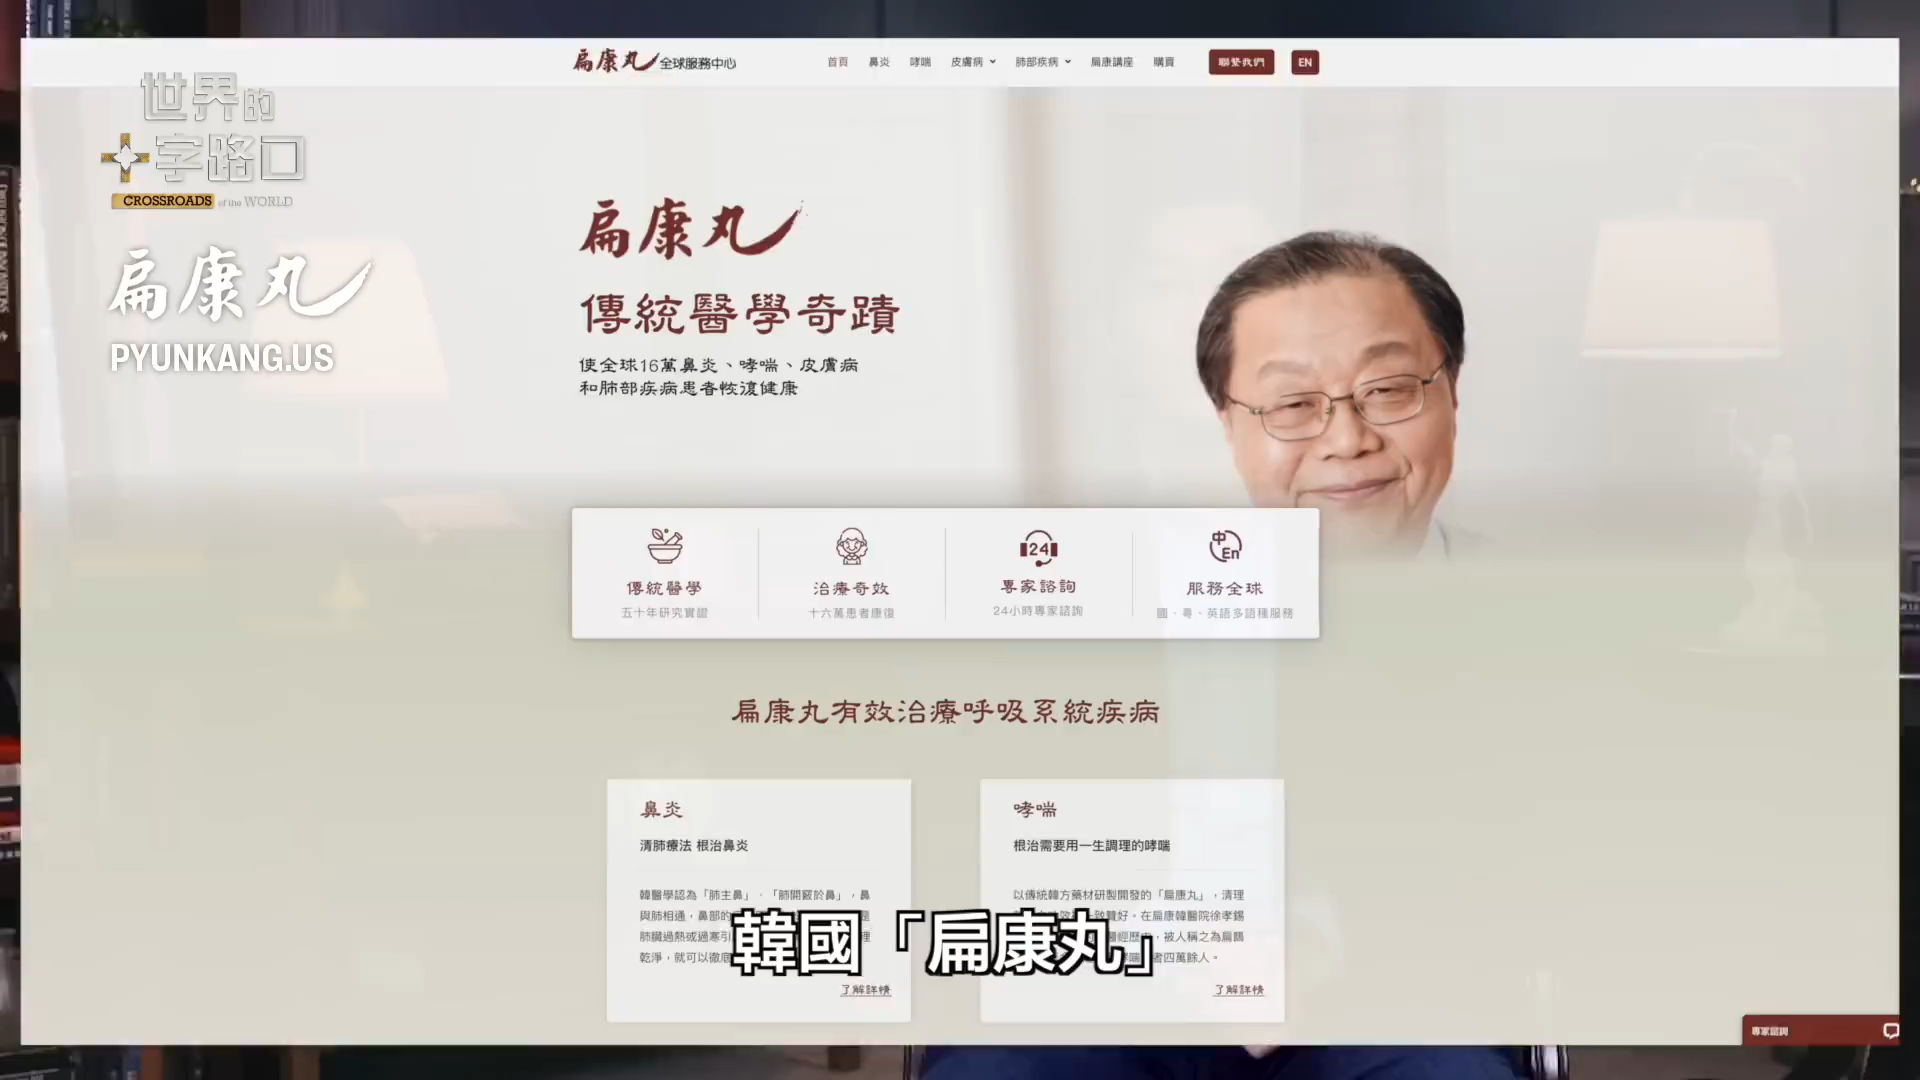 扁康丸 全球服務中心
首頁 鼻炎 哮喘 皮膚病 肺部疾病 扁康講座 購買 聯繫我們 EN
世界的
十字路口
CROSSROADS of the WORLD
扁康丸
PYUNKANG.US
扁康丸
傳統醫學奇蹟
使全球16萬鼻炎、哮喘、皮膚病
和肺部疾病患者恢復健康
傳統醫學
五十年研究實證
治療奇效
十六萬患者康復
24
專家諮詢
24小時專家諮詢
中 En
服務全球
國、粵、英語多語種服務
扁康丸有效治療呼吸系統疾病
鼻炎
清肺療法 根治鼻炎
韓醫學認為「肺主鼻」、「肺開竅於鼻」，鼻
與肺相通，鼻部的
肺臟過熱或過寒引
乾淨，就可以徹底
了解詳情
哮喘
根治需要用一生調理的哮喘
以傳統韓方藥材研製開發的「扁康丸」，清理
致贊好。在扁康韓醫院徐孝錫
經歷中，被人稱之為扁鵲
者四萬餘人。
了解詳情
韓國「扁康丸」
專家諮詢